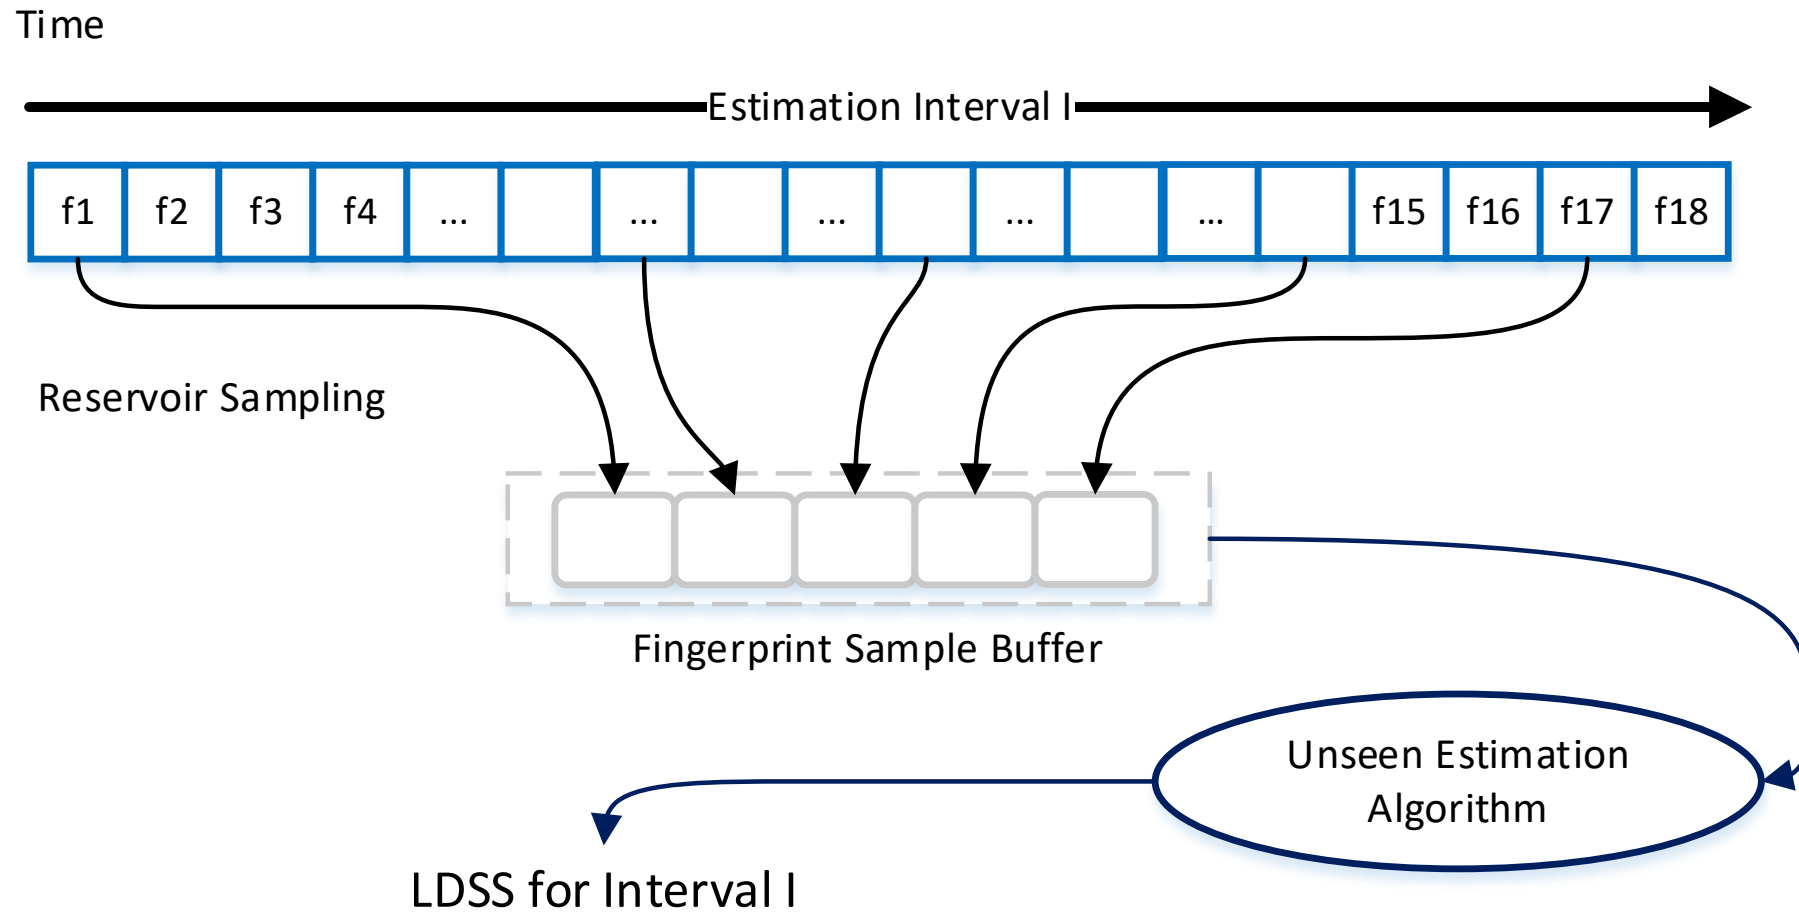 Time
Estimation Interval I
f1 f2 f3 f4 ... ... ... ... ... f15 f16 f17 f18
Reservoir Sampling
Fingerprint Sample Buffer
Unseen Estimation
Algorithm
LDSS for Interval I